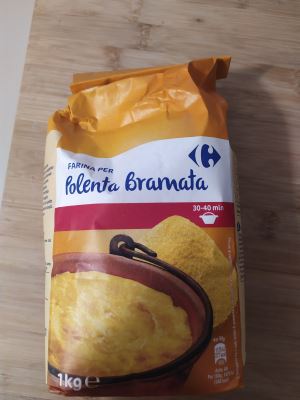 FARINA PER
Polenta Bramata
30-40 min
1kg e